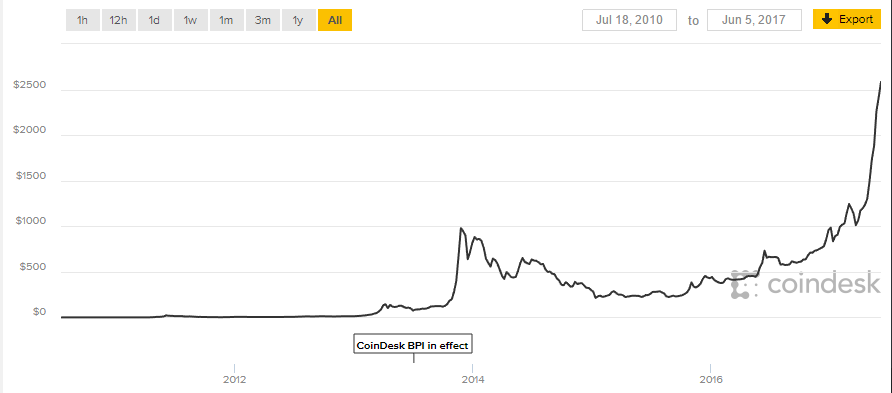 1h 12h 1d 1w 1m 3m 1y All Jul 18, 2010 to Jun 5, 2017 Export
$2500
$2000
$1500
$1000
$500
$0
coindesk
CoinDesk BPI in effect
2012 2014 2016